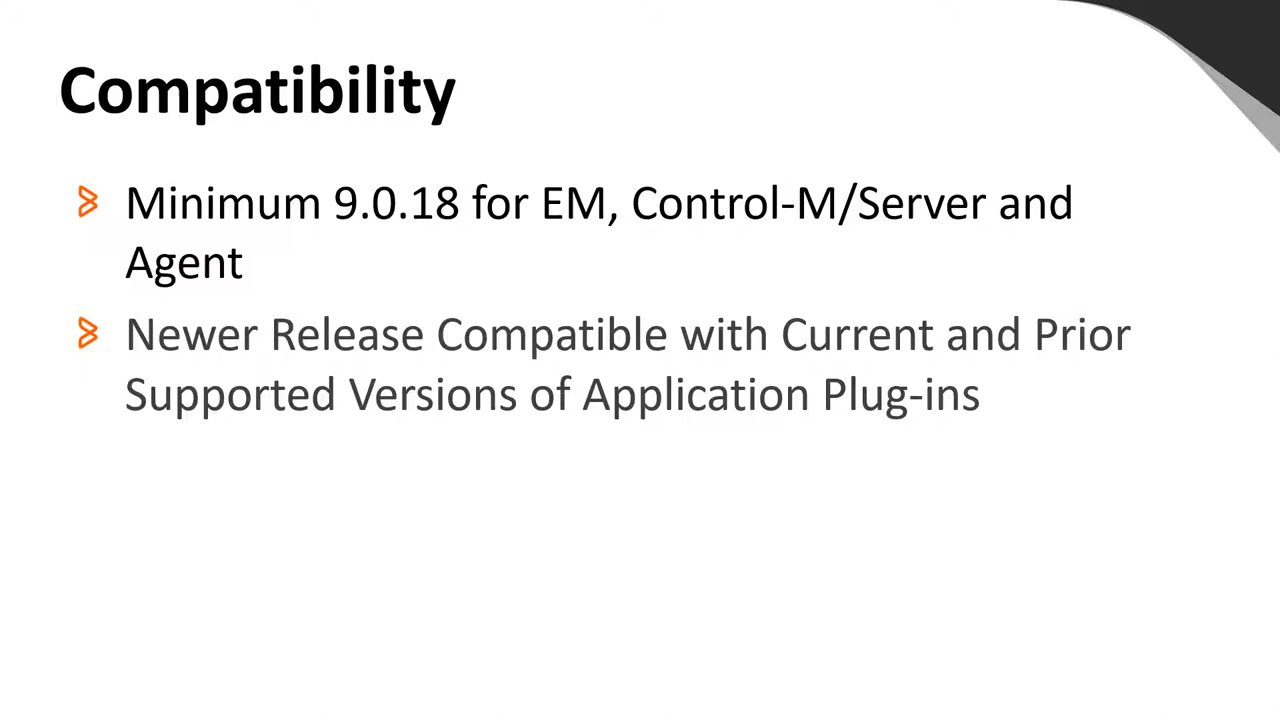 Compatibility
Minimum 9.0.18 for EM, Control-M/Server and
Agent
Newer Release Compatible with Current and Prior
Supported Versions of Application Plug-ins